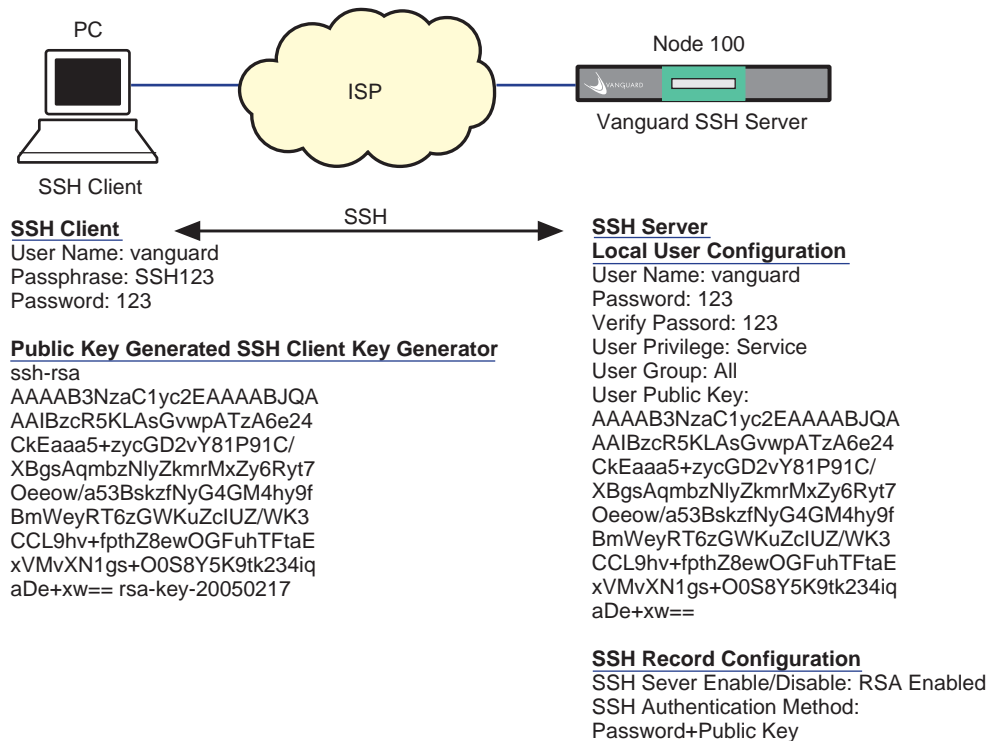 PC
Node 100
ISP
VANGUARD
Vanguard SSH Server
SSH Client
SSH
SSH Client
User Name: vanguard
Passphrase: SSH123
Password: 123
Public Key Generated SSH Client Key Generator
ssh-rsa
AAAAB3NzaC1yc2EAAAABJQA
AAIBzcR5KLAsGvwpATzA6e24
CkEaaa5+zycGD2vY81P91C/
XBgsAqmbzNlyZkmrMxZy6Ryt7
Oeeow/a53BskzfNyG4GM4hy9f
BmWeyRT6zGWKuZcIUZ/WK3
CCL9hv+fpthZ8ewOGFuhTFtaE
xVMvXN1gs+O0S8Y5K9tk234iq
aDe+xw== rsa-key-20050217
SSH Server
Local User Configuration
User Name: vanguard
Password: 123
Verify Passord: 123
User Privilege: Service
User Group: All
User Public Key:
AAAAB3NzaC1yc2EAAAABJQA
AAIBzcR5KLAsGvwpATzA6e24
CkEaaa5+zycGD2vY81P91C/
XBgsAqmbzNlyZkmrMxZy6Ryt7
Oeeow/a53BskzfNyG4GM4hy9f
BmWeyRT6zGWKuZcIUZ/WK3
CCL9hv+fpthZ8ewOGFuhTFtaE
xVMvXN1gs+O0S8Y5K9tk234iq
aDe+xw==
SSH Record Configuration
SSH Sever Enable/Disable: RSA Enabled
SSH Authentication Method:
Password+Public Key